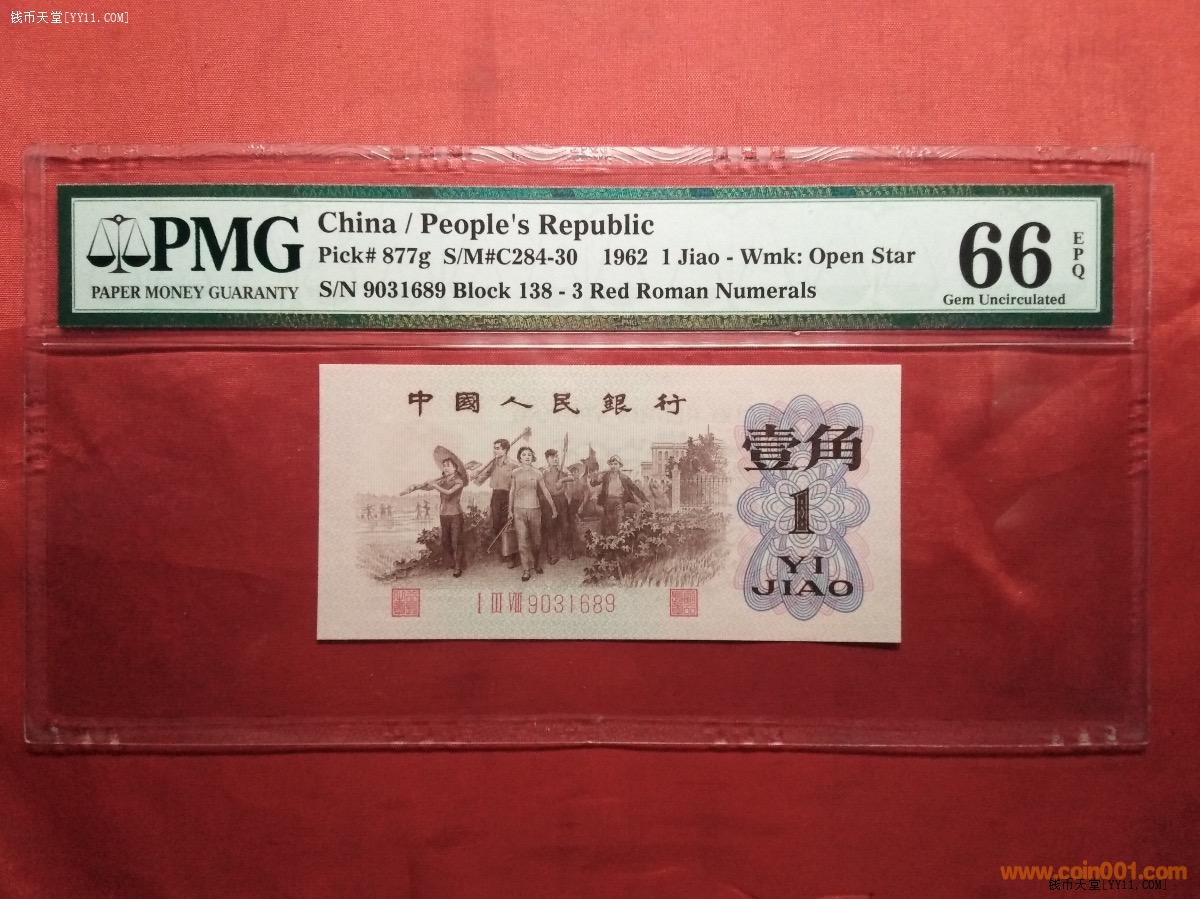 钱币天堂[YY11.COM]
PMG
PAPER MONEY GUARANTY
China / People's Republic
Pick# 877g S/M#C284-30 1962 1 Jiao - Wmk: Open Star
S/N 9031689 Block 138 - 3 Red Roman Numerals
66
EPQ
Gem Uncirculated
中國人民銀行
壹角
1
YI
JIAO
I III VIII 9031689
www.coin001.com
钱币天堂[YY11.COM]